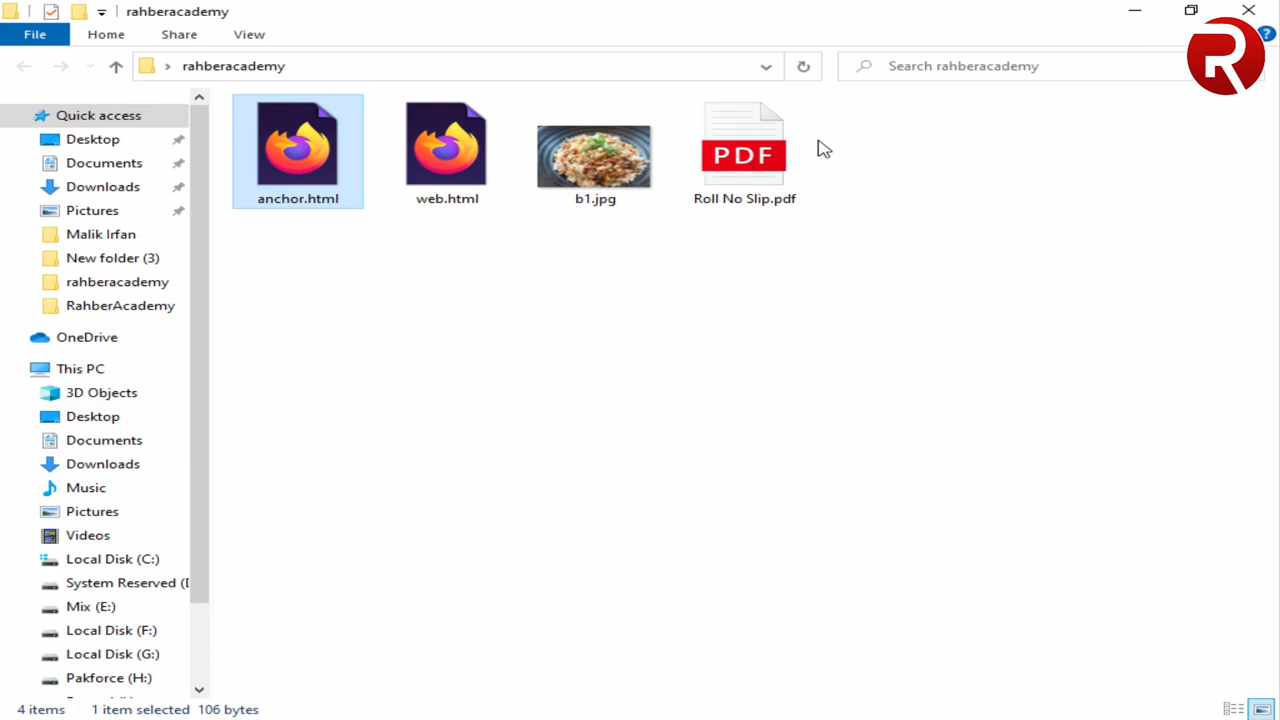 rahberacademy
File Home Share View
rahberacademy
Search rahberacademy
R
?
Quick access
Desktop
Documents
Downloads
Pictures
Malik Irfan
New folder (3)
rahberacademy
RahberAcademy
OneDrive
This PC
3D Objects
Desktop
Documents
Downloads
Music
Pictures
Videos
Local Disk (C:)
System Reserved (
Mix (E:)
Local Disk (F:)
Local Disk (G:)
Pakforce (H:)
anchor.html
web.html
b1.jpg
PDF
Roll No Slip.pdf
4 items 1 item selected 106 bytes